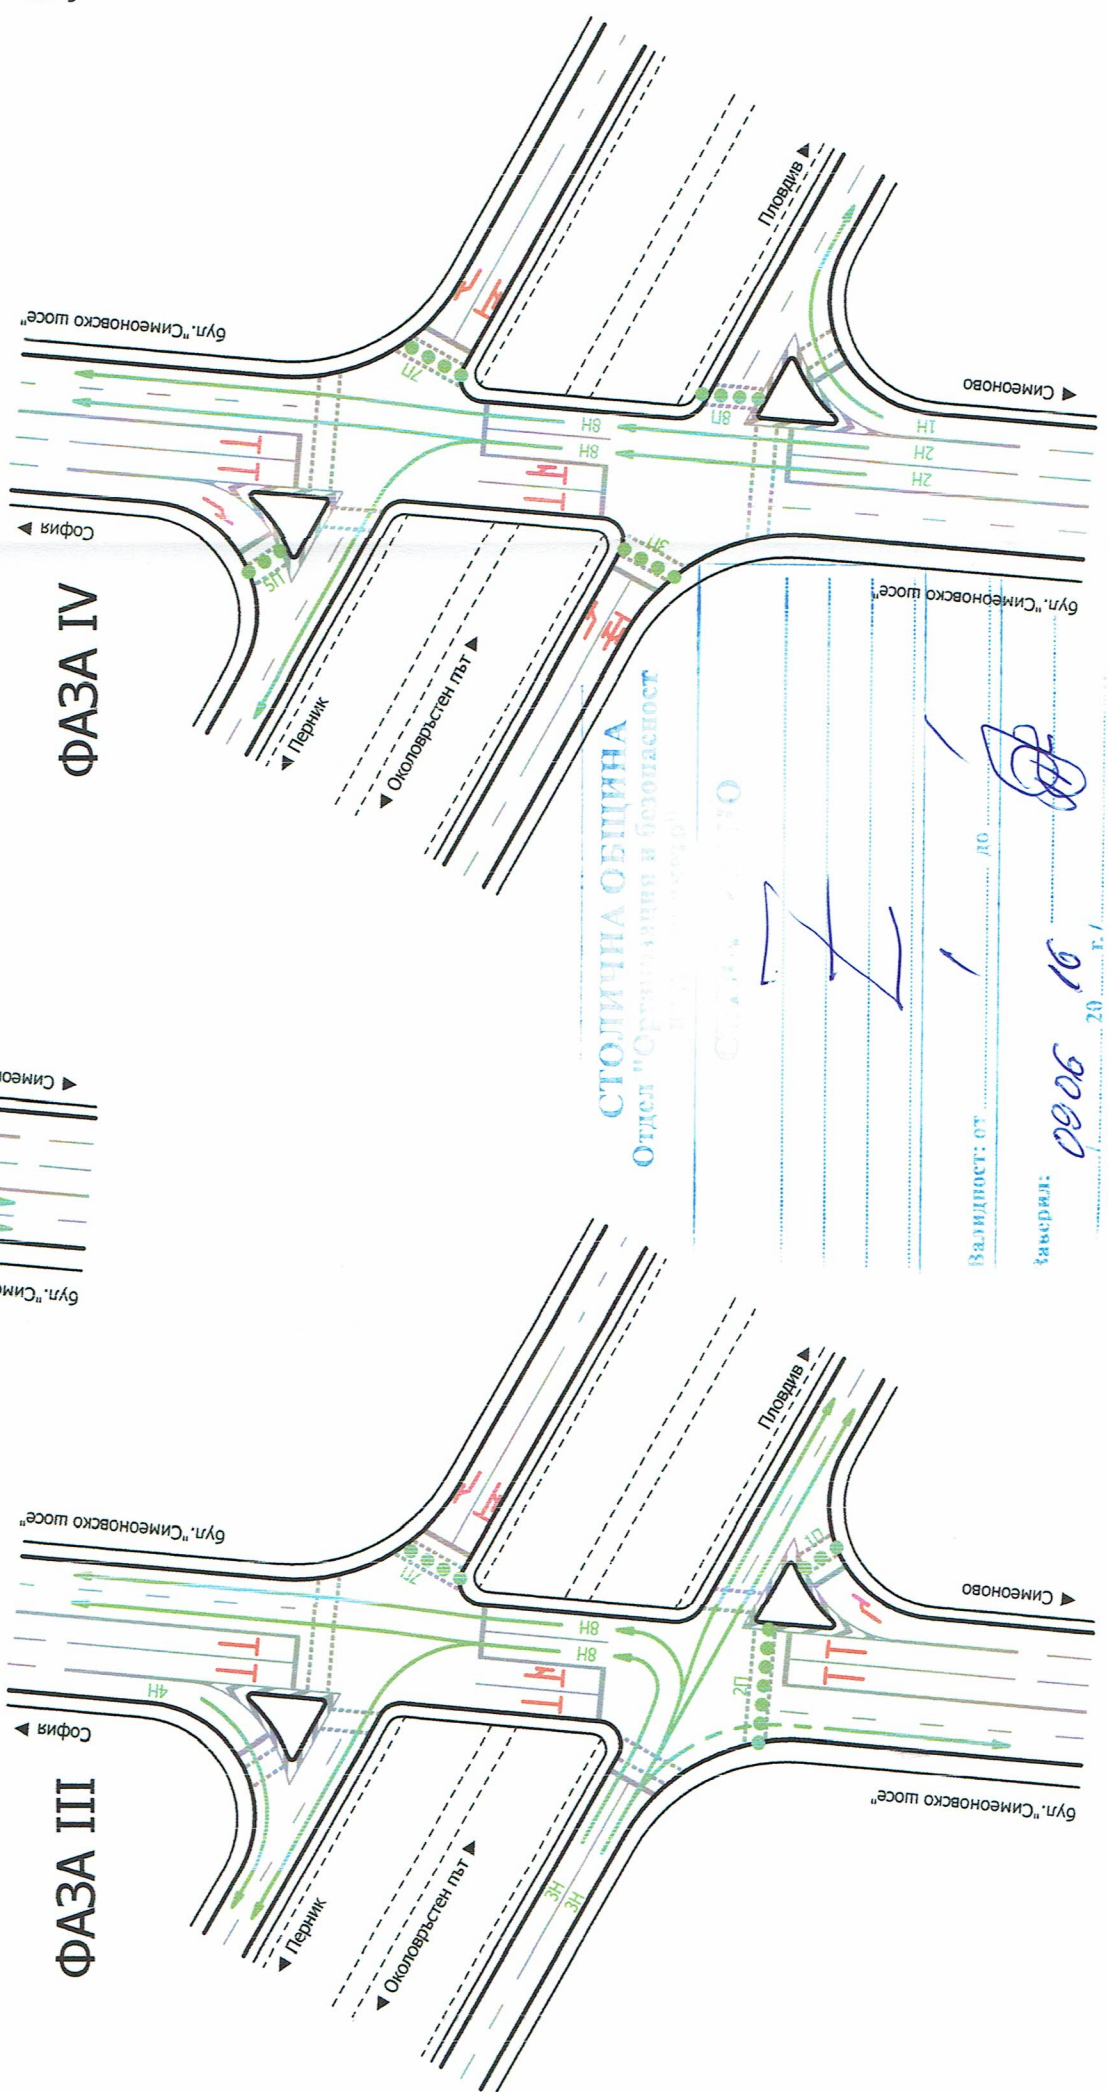 ФАЗА IV
бул."Симеоновско шосе"
▲ София
◄ Перник
◄ Околовръстен път ►
Пловдив ►
▲ Симеоново
бул."Симеоновско шосе"
7П
5П
8Н
8Н
8П
3П
1Н
2Н
2Н
▲ Симеон
бул."Симе
СТОЛИЧНА ОБЩИНА
Отдел "Организация и безопасност
Валидност: от до
Заверил:
09 06 20 16 г. /
ФАЗА III
бул."Симеоновско шосе"
▲ София
◄ Перник
◄ Околовръстен път ►
Пловдив ►
▲ Симеоново
бул."Симеоновско шосе"
4Н
7П
8Н
8Н
1П
2П
3Н
3Н